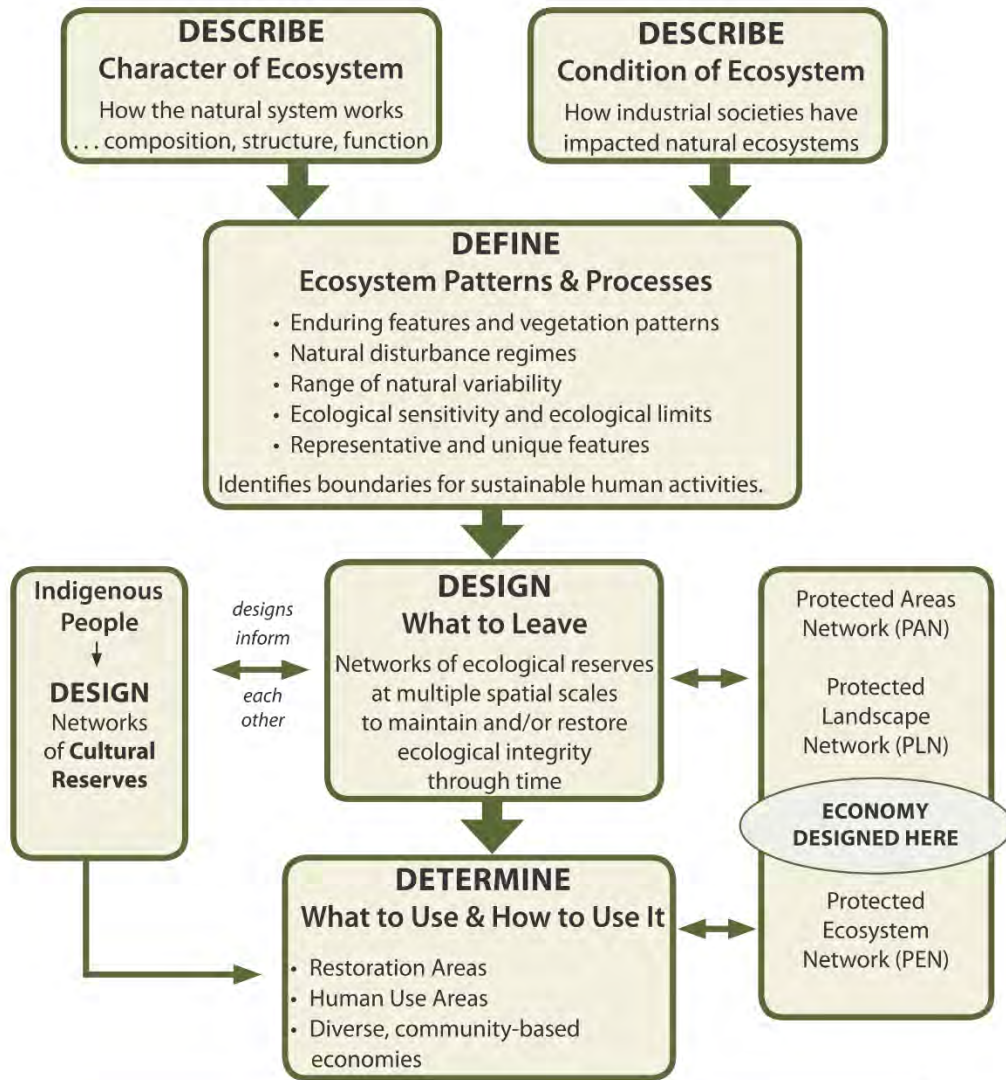 DESCRIBE
Character of Ecosystem
How the natural system works
... composition, structure, function
DESCRIBE
Condition of Ecosystem
How industrial societies have
impacted natural ecosystems
DEFINE
Ecosystem Patterns & Processes
• Enduring features and vegetation patterns
• Natural disturbance regimes
• Range of natural variability
• Ecological sensitivity and ecological limits
• Representative and unique features
Identifies boundaries for sustainable human activities.
Indigenous
People
DESIGN
Networks
of Cultural
Reserves
designs
inform
each
other
DESIGN
What to Leave
Networks of ecological reserves
at multiple spatial scales
to maintain and/or restore
ecological integrity
through time
Protected Areas
Network (PAN)
Protected
Landscape
Network (PLN)
ECONOMY
DESIGNED HERE
Protected
Ecosystem
Network (PEN)
DETERMINE
What to Use & How to Use It
• Restoration Areas
• Human Use Areas
• Diverse, community-based
economies